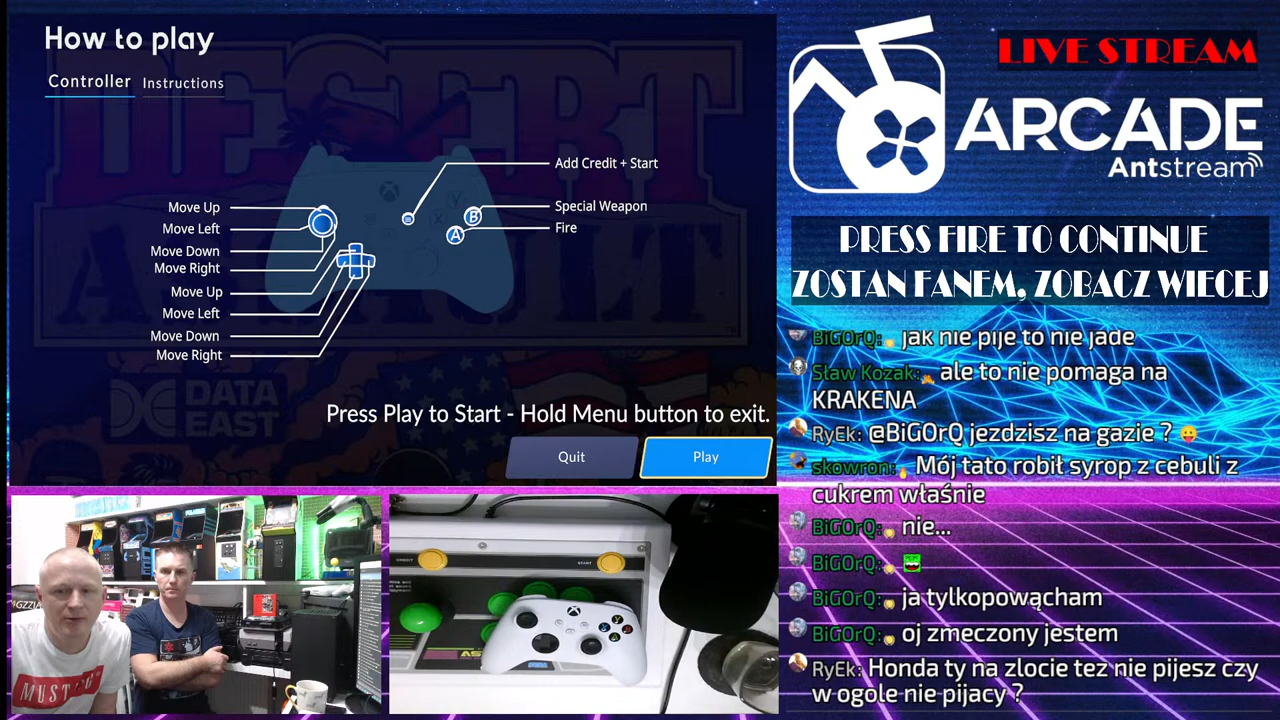 How to play
Controller Instructions
DESERT
ASSAULT
Add Credit + Start
Move Up
Move Left
Move Down
Move Right
Move Up
Move Left
Move Down
Move Right
Special Weapon
Fire
B
A
DATA
EAST
Press Play to Start - Hold Menu button to exit.
Quit
Play
LIVE STREAM
ARCADE
Antstream
PRESS FIRE TO CONTINUE
ZOSTAN FANEM, ZOBACZ WIECEJ
BiGOrQ: jak nie pije to nie jade
Sław Kozak: ale to nie pomaga na
KRAKENA
RyEk: @BiGOrQ jezdzisz na gazie ?
skowron: Mój tato robił syrop z cebuli z
cukrem właśnie
BiGOrQ: nie...
BiGOrQ:
BiGOrQ: ja tylkopowącham
BiGOrQ: oj zmeczony jestem
RyEk: Honda ty na zlocie tez nie pijesz czy
w ogole nie pijacy ?
START